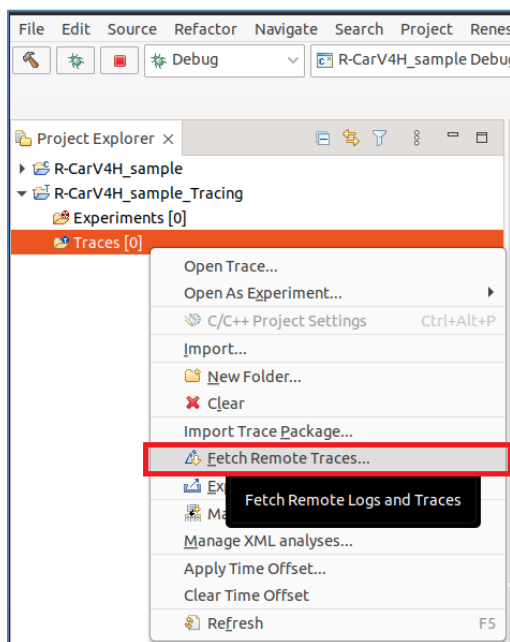 File Edit Source Refactor Navigate Search Project Renes
Debug R-CarV4H_sample Debug
Project Explorer
R-CarV4H_sample
R-CarV4H_sample_Tracing
Experiments [0]
Traces [0]
Open Trace...
Open As Experiment...
C/C++ Project Settings Ctrl+Alt+P
Import...
New Folder...
Clear
Import Trace Package...
Fetch Remote Traces...
Ex
Fetch Remote Logs and Traces
Ma
Manage XML analyses...
Apply Time Offset...
Clear Time Offset
Refresh F5